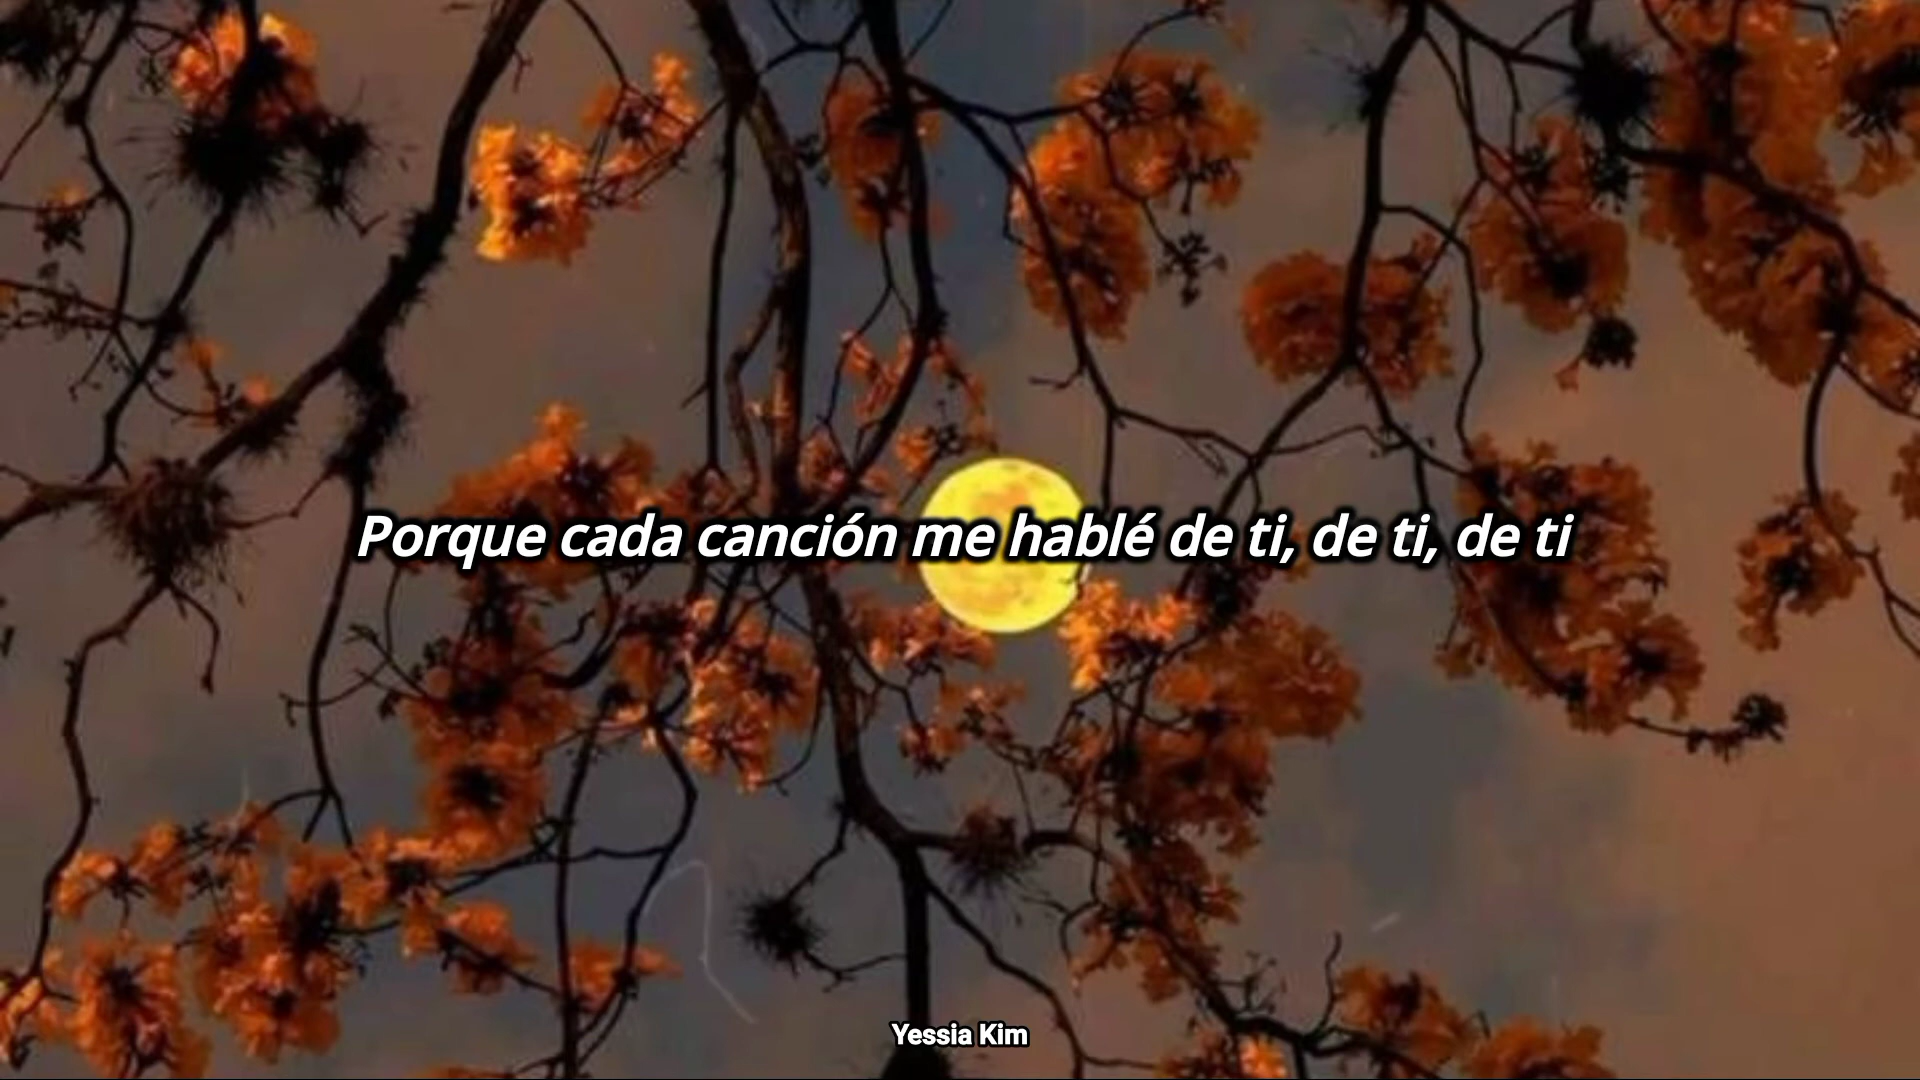 Porque cada canción me hablé de ti, de ti, de ti
Yessia Kim